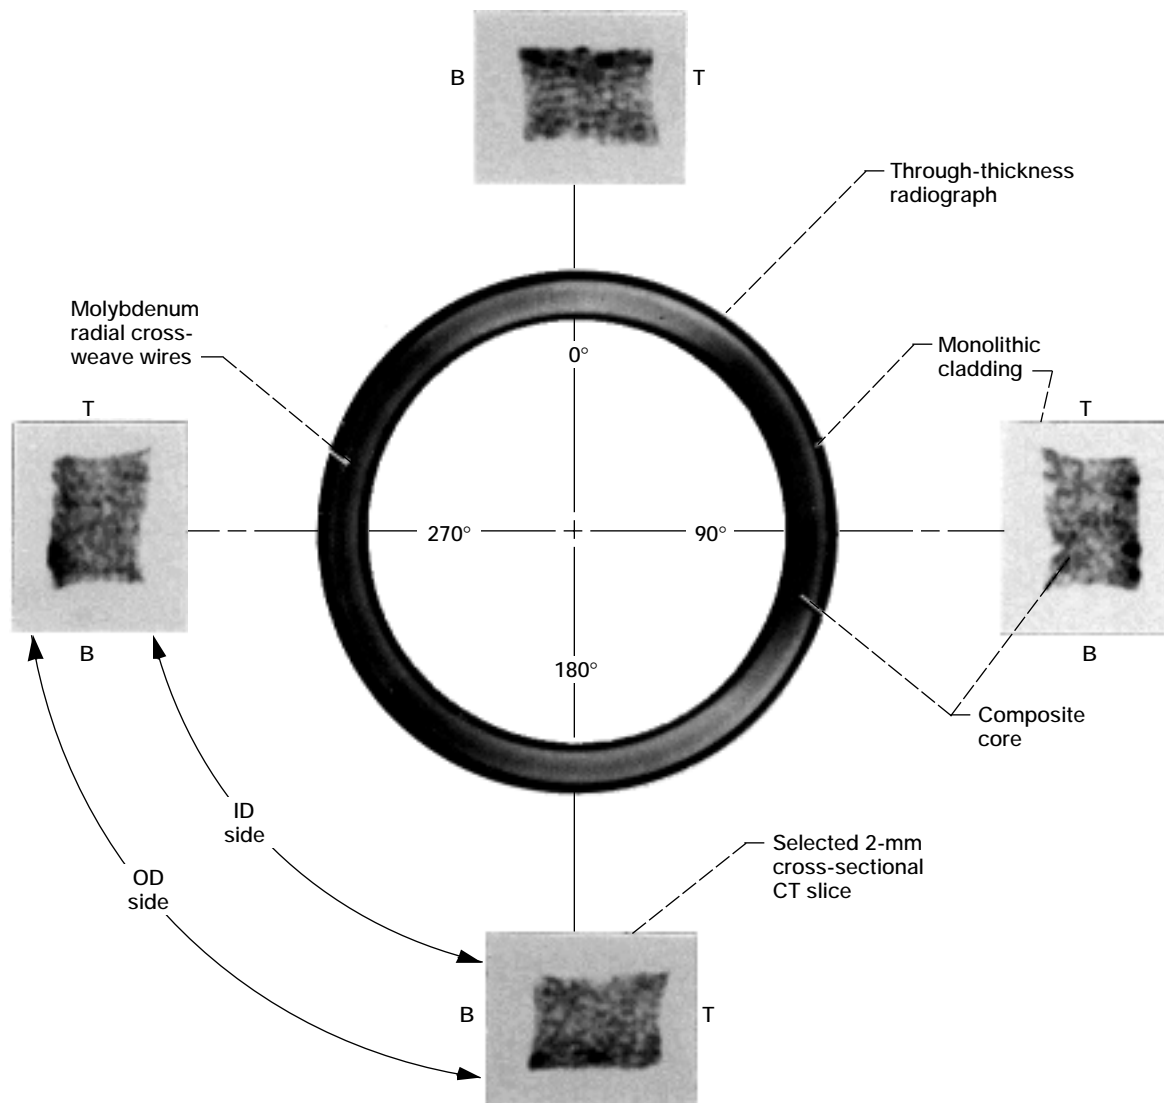 B
T
Through-thickness
radiograph
Molybdenum
radial cross-
weave wires
0°
Monolithic
cladding
T
T
270°
90°
B
B
180°
Composite
core
ID
side
OD
side
Selected 2-mm
cross-sectional
CT slice
B
T